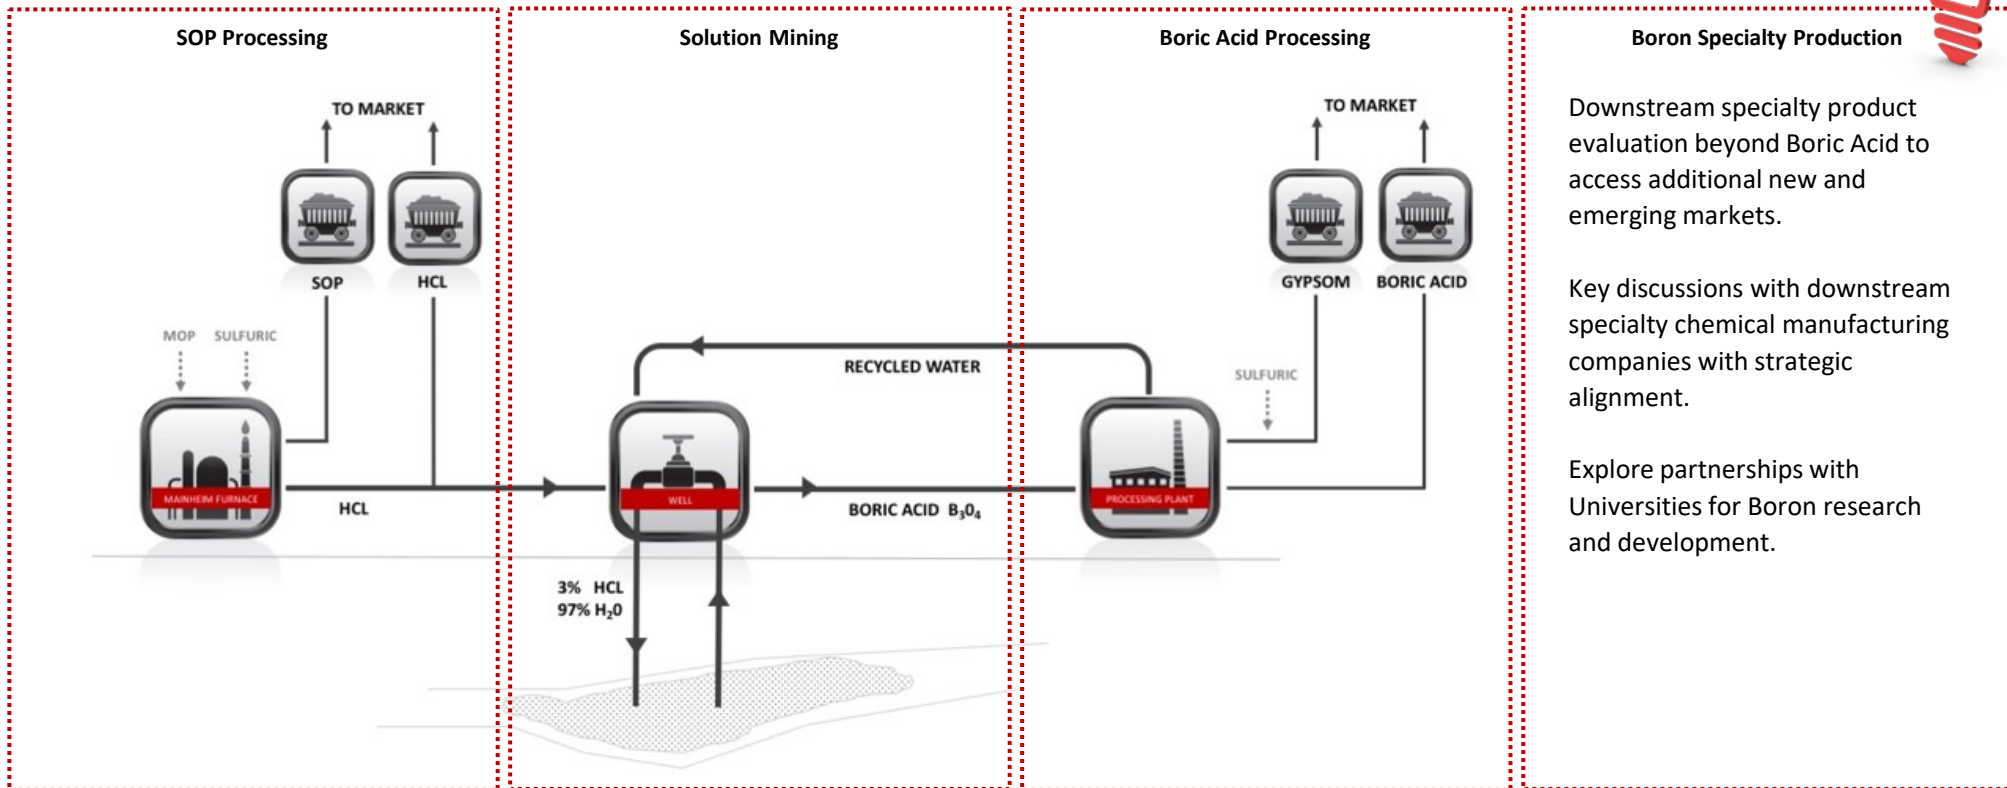 SOP Processing
TO MARKET
SOP
HCL
MOP
SULFURIC
MAINHEIM FURNACE
HCL
Solution Mining
RECYCLED WATER
WELL
BORIC ACID B₃0₄
3% HCL
97% H₂0
Boric Acid Processing
TO MARKET
GYPSOM
BORIC ACID
SULFURIC
PROCESSING PLANT
Boron Specialty Production
Downstream specialty product
evaluation beyond Boric Acid to
access additional new and
emerging markets.
Key discussions with downstream
specialty chemical manufacturing
companies with strategic
alignment.
Explore partnerships with
Universities for Boron research
and development.